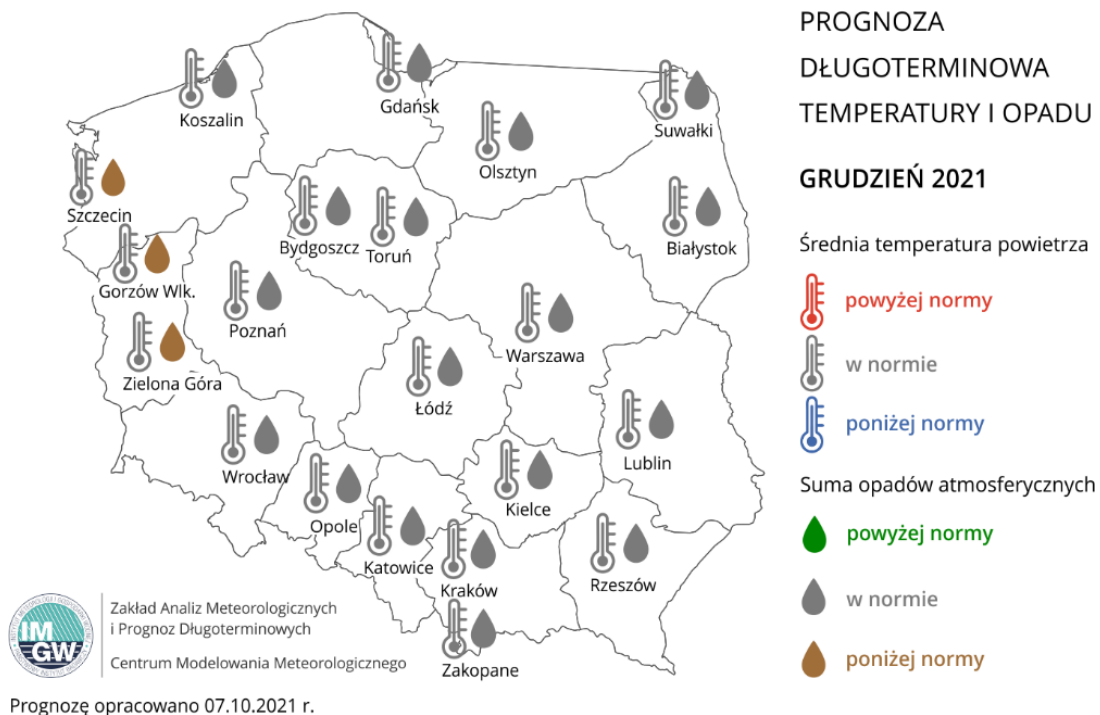 PROGNOZA
DŁUGOTERMINOWA
TEMPERATURY I OPADU
GRUDZIEŃ 2021
Średnia temperatura powietrza
powyżej normy
w normie
poniżej normy
Suma opadów atmosferycznych
powyżej normy
w normie
poniżej normy
Koszalin
Gdańsk
Suwałki
Olsztyn
Szczecin
Bydgoszcz
Toruń
Białystok
Gorzów Wlk.
Poznań
Warszawa
Zielona Góra
Łódź
Wrocław
Lublin
Opole
Kielce
Katowice
Kraków
Rzeszów
Zakopane
IM
GW
Zakład Analiz Meteorologicznych
i Prognoz Długoterminowych
Centrum Modelowania Meteorologicznego
Prognozę opracowano 07.10.2021 r.